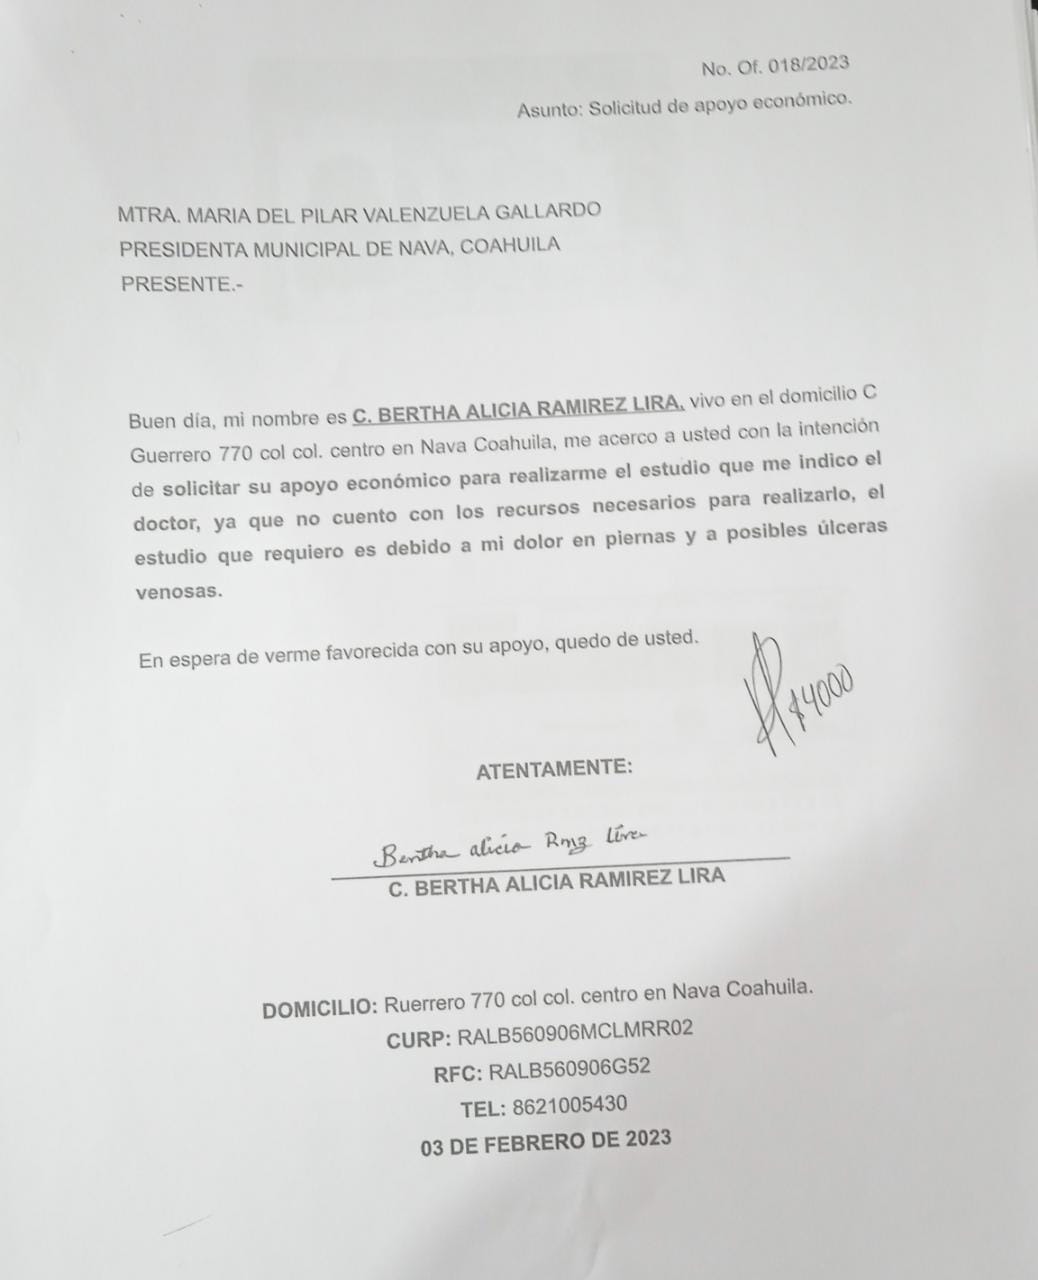 No. Of. 018/2023
Asunto: Solicitud de apoyo económico.
MTRA. MARIA DEL PILAR VALENZUELA GALLARDO
PRESIDENTA MUNICIPAL DE NAVA, COAHUILA
PRESENTE.-
Buen día, mi nombre es C. BERTHA ALICIA RAMIREZ LIRA, vivo en el domicilio C
Guerrero 770 col col. centro en Nava Coahuila, me acerco a usted con la intención
de solicitar su apoyo económico para realizarme el estudio que me indico el
doctor, ya que no cuento con los recursos necesarios para realizarlo, el
estudio que requiero es debido a mi dolor en piernas y a posibles úlceras
venosas.
En espera de verme favorecida con su apoyo, quedo de usted.
$4000
ATENTAMENTE:
Bertha alicia Rmz Lira
C. BERTHA ALICIA RAMIREZ LIRA
DOMICILIO: Ruerrero 770 col col. centro en Nava Coahuila.
CURP: RALB560906MCLMRR02
RFC: RALB560906G52
TEL: 8621005430
03 DE FEBRERO DE 2023